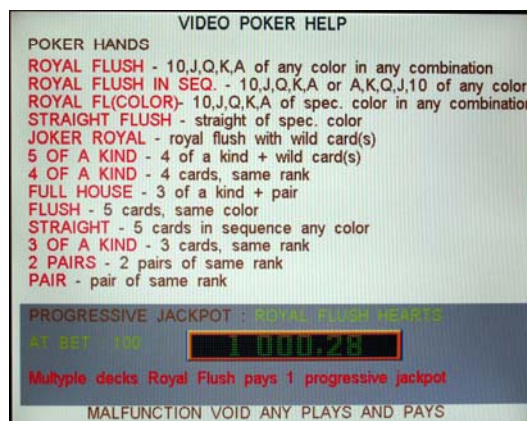 VIDEO POKER HELP
POKER HANDS
ROYAL FLUSH - 10,J,Q,K,A of any color in any combination
ROYAL FLUSH IN SEQ. - 10,J,Q,K,A or A,K,Q,J,10 of any color
ROYAL FL(COLOR)- 10,J,Q,K,A of spec. color in any combination
STRAIGHT FLUSH - straight of spec. color
JOKER ROYAL - royal flush with wild card(s)
5 OF A KIND - 4 of a kind + wild card(s)
4 OF A KIND - 4 cards, same rank
FULL HOUSE - 3 of a kind + pair
FLUSH - 5 cards, same color
STRAIGHT - 5 cards in sequence any color
3 OF A KIND - 3 cards, same rank
2 PAIRS - 2 pairs of same rank
PAIR - pair of same rank
PROGRESSIVE JACKPOT : ROYAL FLUSH HEARTS
AT BET : 100
1 000.28
Multyple decks Royal Flush pays 1 progressive jackpot
MALFUNCTION VOID ANY PLAYS AND PAYS